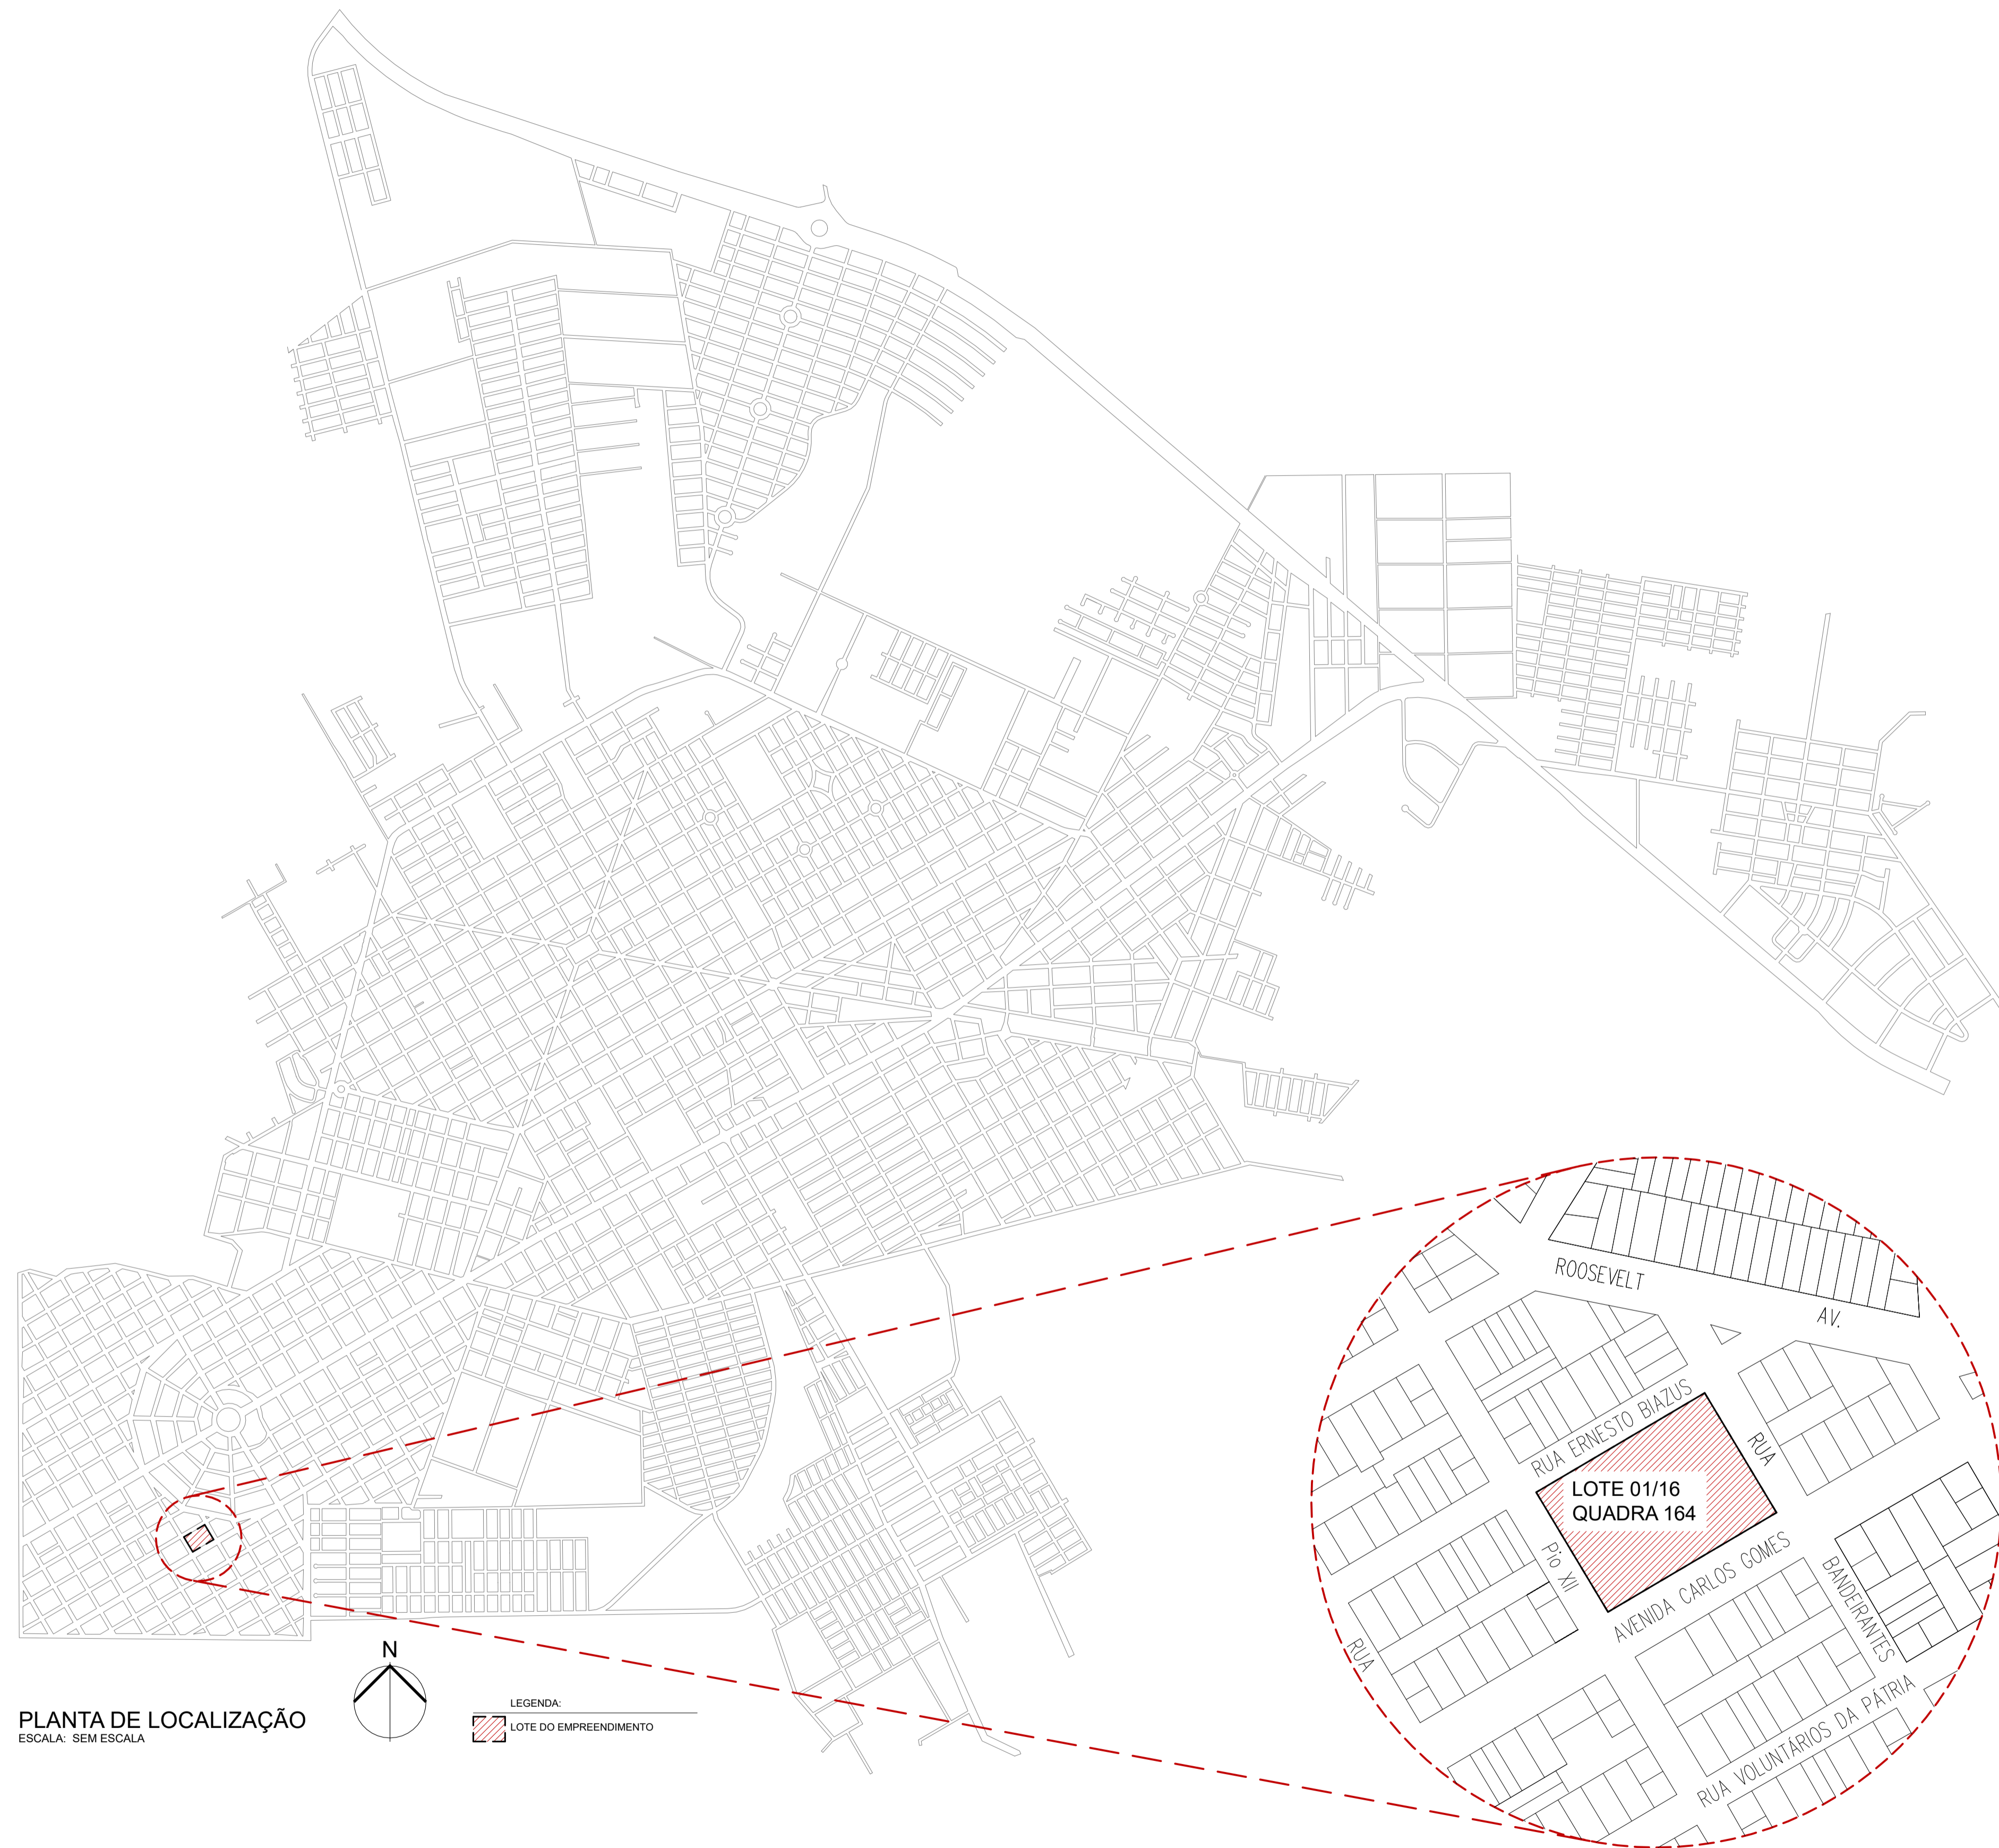 ROOSEVELT
AV.
RUA ERNESTO BIAZUS
RUA
LOTE 01/16
QUADRA 164
Pio XII
AVENIDA CARLOS GOMES
BANDEIRANTES
RUA
RUA VOLUNTÁRIOS DA PÁTRIA
N
PLANTA DE LOCALIZAÇÃO
ESCALA: SEM ESCALA
LEGENDA:
LOTE DO EMPREENDIMENTO